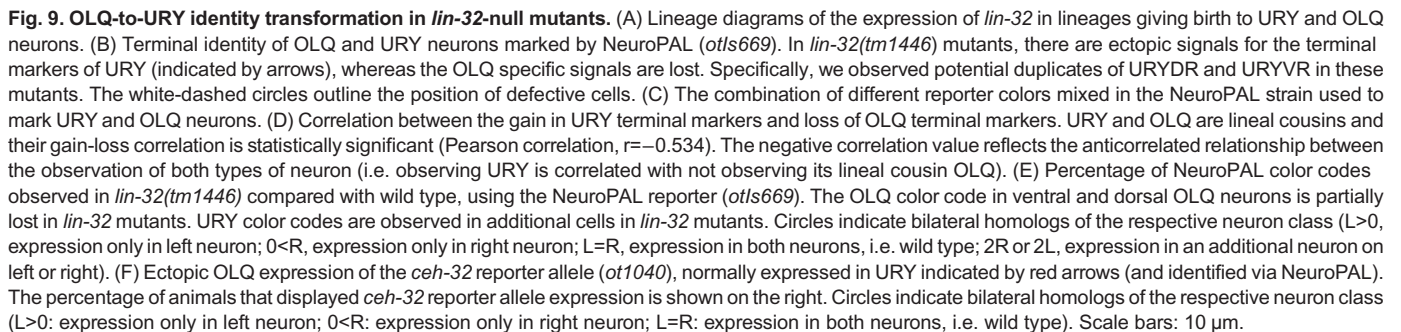 Fig. 9. OLQ-to-URY identity transformation in lin-32-null mutants. (A) Lineage diagrams of the expression of lin-32 in lineages giving birth to URY and OLQ
neurons. (B) Terminal identity of OLQ and URY neurons marked by NeuroPAL (otIs669). In lin-32(tm1446) mutants, there are ectopic signals for the terminal
markers of URY (indicated by arrows), whereas the OLQ specific signals are lost. Specifically, we observed potential duplicates of URYDR and URYVR in these
mutants. The white-dashed circles outline the position of defective cells. (C) The combination of different reporter colors mixed in the NeuroPAL strain used to
mark URY and OLQ neurons. (D) Correlation between the gain in URY terminal markers and loss of OLQ terminal markers. URY and OLQ are lineal cousins and
their gain-loss correlation is statistically significant (Pearson correlation, r=−0.534). The negative correlation value reflects the anticorrelated relationship between
the observation of both types of neuron (i.e. observing URY is correlated with not observing its lineal cousin OLQ). (E) Percentage of NeuroPAL color codes
observed in lin-32(tm1446) compared with wild type, using the NeuroPAL reporter (otIs669). The OLQ color code in ventral and dorsal OLQ neurons is partially
lost in lin-32 mutants. URY color codes are observed in additional cells in lin-32 mutants. Circles indicate bilateral homologs of the respective neuron class (L>0,
expression only in left neuron; 0<R, expression only in right neuron; L=R, expression in both neurons, i.e. wild type; 2R or 2L, expression in an additional neuron on
left or right). (F) Ectopic OLQ expression of the ceh-32 reporter allele (ot1040), normally expressed in URY indicated by red arrows (and identified via NeuroPAL).
The percentage of animals that displayed ceh-32 reporter allele expression is shown on the right. Circles indicate bilateral homologs of the respective neuron class
(L>0: expression only in left neuron; 0<R: expression only in right neuron; L=R: expression in both neurons, i.e. wild type). Scale bars: 10 µm.